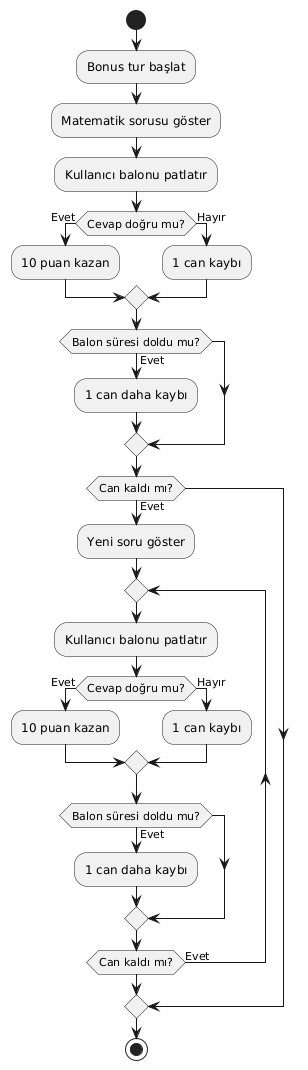 Bonus tur başlat
Matematik sorusu göster
Kullanıcı balonu patlatır
Evet
Cevap doğru mu?
Hayır
10 puan kazan
1 can kaybı
Balon süresi doldu mu?
Evet
1 can daha kaybı
Can kaldı mı?
Evet
Yeni soru göster
Kullanıcı balonu patlatır
Evet
Cevap doğru mu?
Hayır
10 puan kazan
1 can kaybı
Balon süresi doldu mu?
Evet
1 can daha kaybı
Can kaldı mı?
Evet